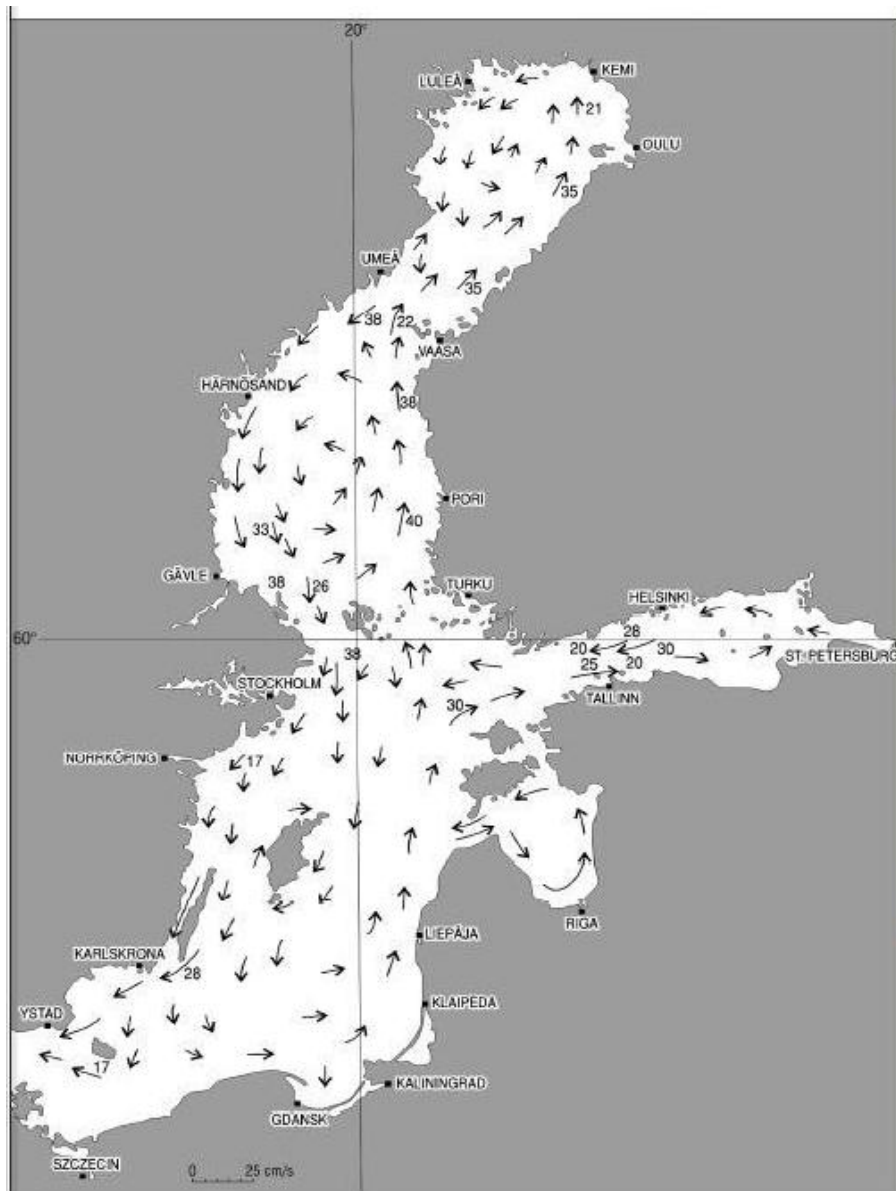 20°
LULEÅ
KEMI
21
OULU
35
UMEÅ
35
38
22
VAASA
HÄRNÖSAND
38
PORI
33
40
GÄVLE
38
26
TURKU
HELSINKI
28
60°
38
20
30
ST. PETERSBURG
25
20
STOCKHOLM
TALLINN
30
NORRKÖPING
17
RIGA
LIEPĀJA
KARLSKRONA
28
YSTAD
KLAIPĖDA
17
KALININGRAD
GDANSK
SZCZECIN
0 25 cm/s